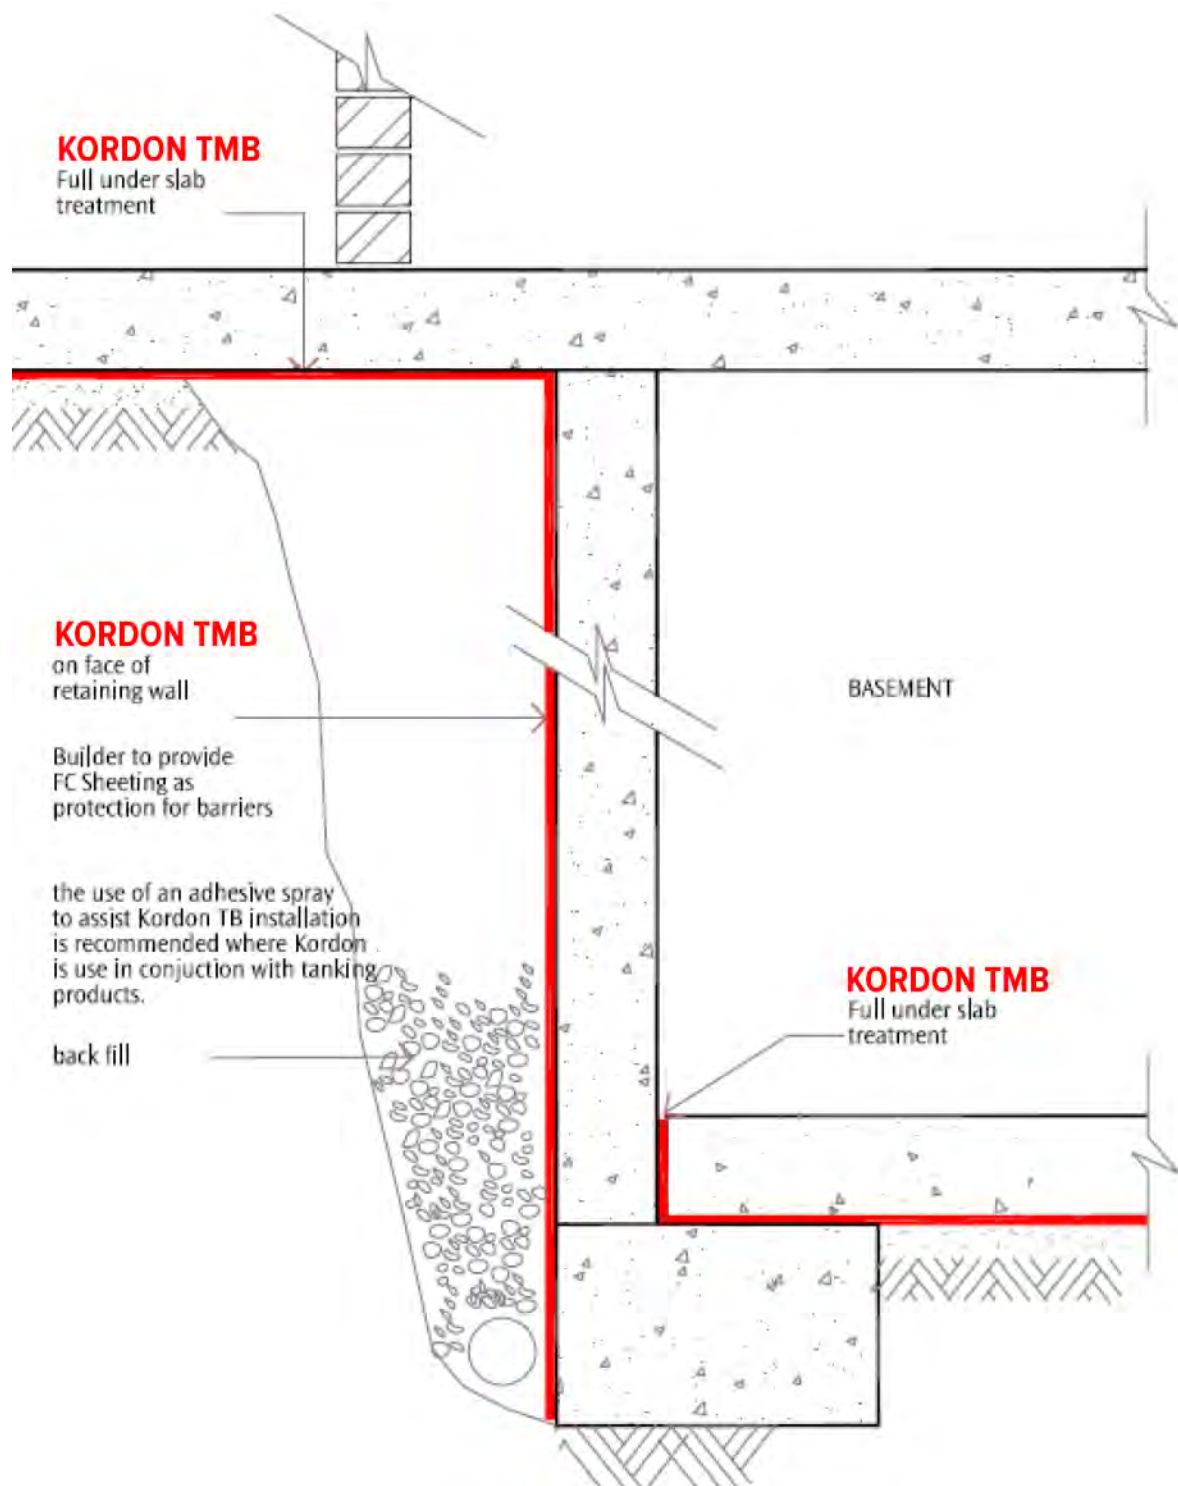 KORDON TMB
Full under slab
treatment
KORDON TMB
on face of
retaining wall
Builder to provide
FC Sheeting as
protection for barriers
the use of an adhesive spray
to assist Kordon TB installation
is recommended where Kordon
is use in conjuction with tanking
products.
back fill
BASEMENT
KORDON TMB
Full under slab
treatment